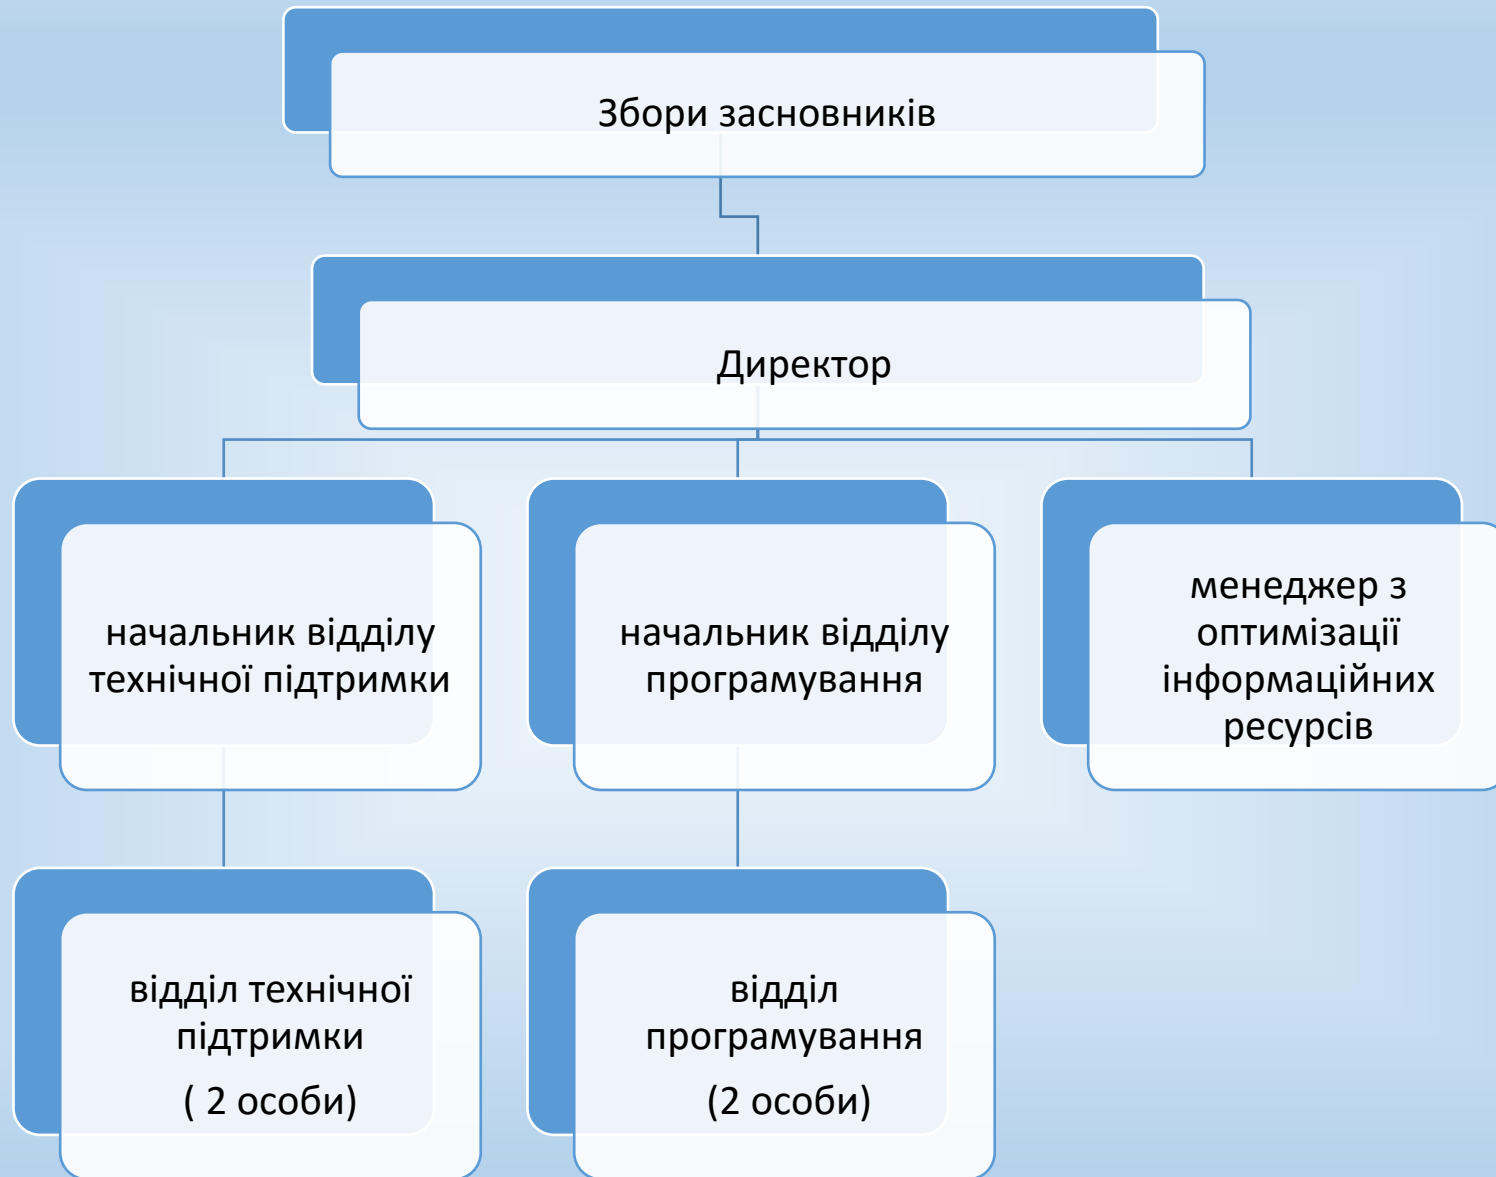 Збори засновників
Директор
начальник відділу
технічної підтримки
начальник відділу
програмування
менеджер з
оптимізації
інформаційних
ресурсів
відділ технічної
підтримки
( 2 особи)
відділ
програмування
(2 особи)